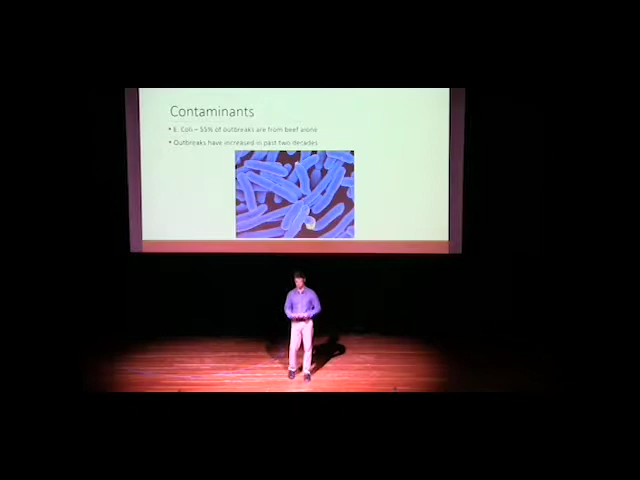 Contaminants
• E. Coli – 55% of outbreaks are from beef alone
• Outbreaks have increased in past two decades